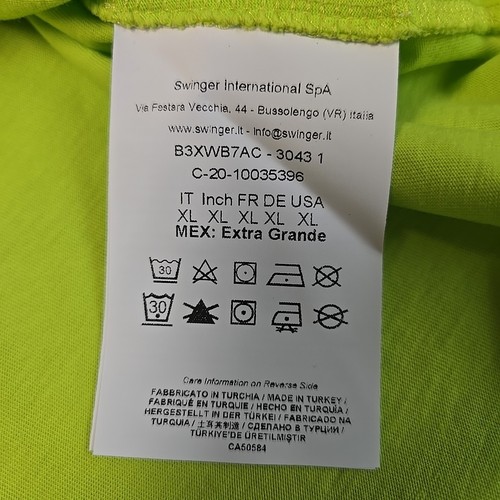 Swinger International SpA
Via Festara Vecchia, 44 - Bussolengo (VR) Italia
www.swinger.it - info@swinger.it
B3XWB7AC - 3043 1
C-20-10035396
IT Inch FR DE USA
XL XL XL XL XL
MEX: Extra Grande
30
30
Care Information on Reverse Side
FABBRICATO IN TURCHIA / MADE IN TURKEY /
FABRIQUÉ EN TURQUIE / HECHO EN TURQUÍA /
HERGESTELLT IN DER TÜRKEI / FABRICADO NA
TURQUIA / 土耳其制造 / СДЕЛАНО В ТУРЦИИ /
TÜRKİYE'DE ÜRETİLMİŞTİR
CA50584